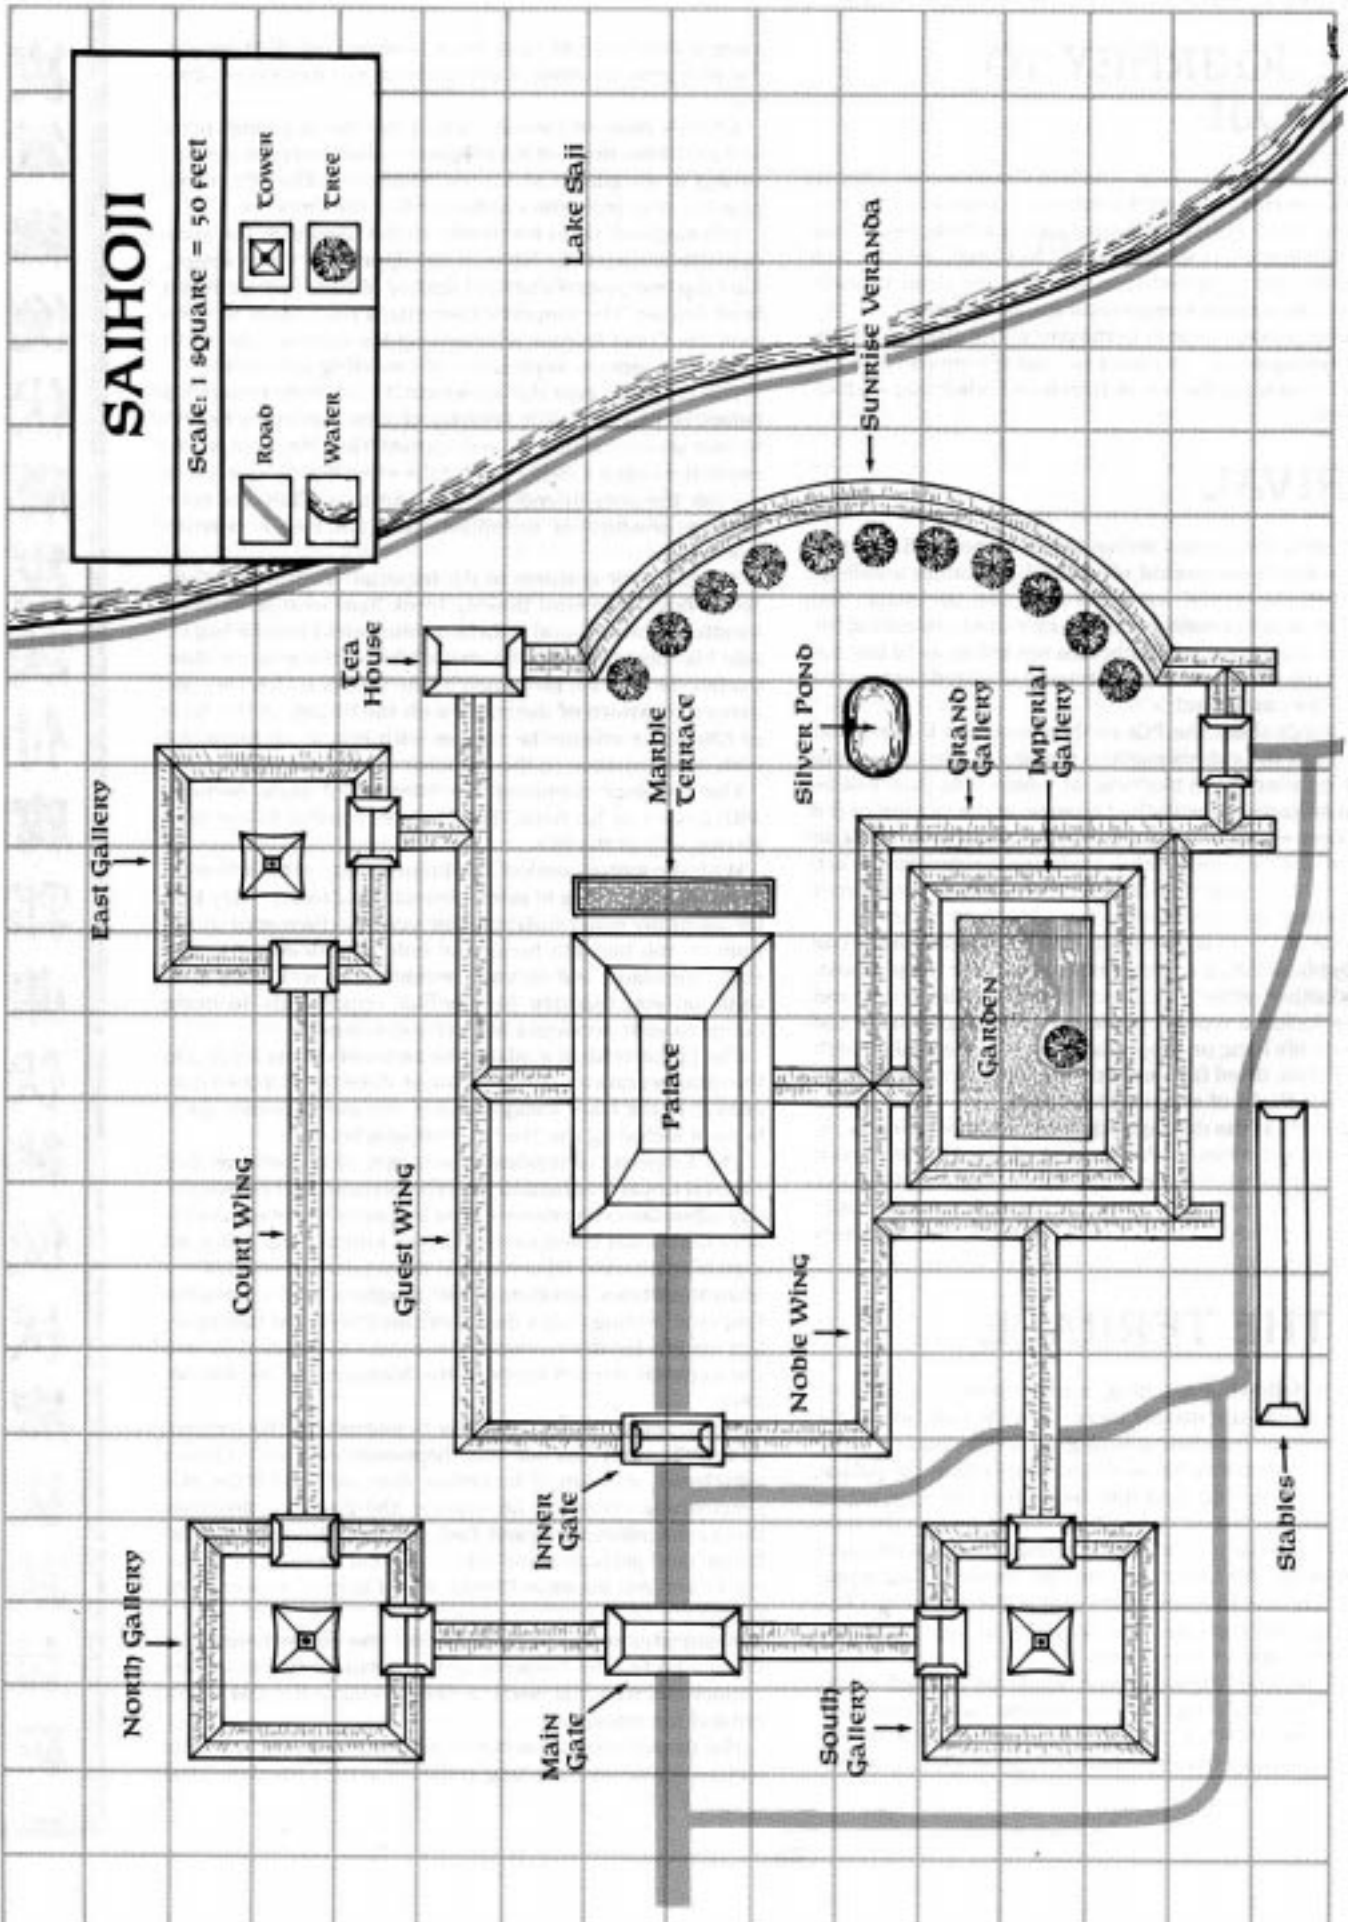 SAIHOJI
Scale: 1 square = 50 feet
Road
Tower
Water
Tree
Lake Saji
Sunrise Veranda
East Gallery
Tea
House
Marble
Terrace
Silver Pond
Grand
Gallery
Imperial
Gallery
Court Wing
Guest Wing
Palace
Garden
Noble Wing
North Gallery
Inner
Gate
Main
Gate
South
Gallery
Stables